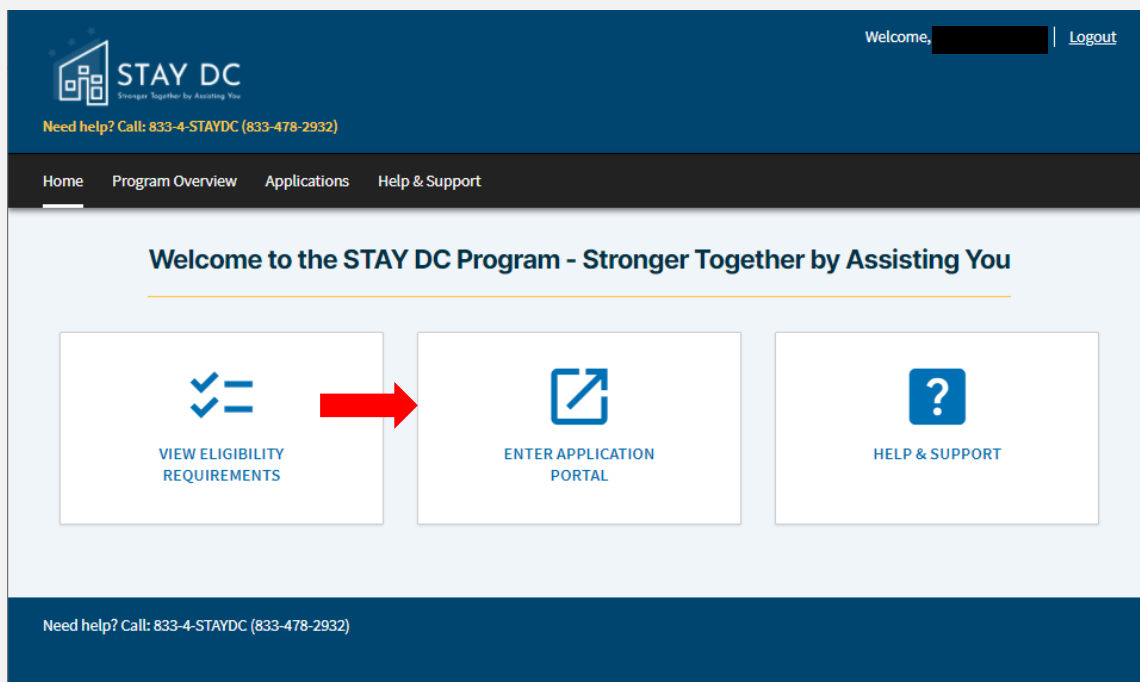 Welcome, Logout
STAY DC
Stronger Together by Assisting You
Need help? Call: 833-4-STAYDC (833-478-2932)
Home Program Overview Applications Help & Support
Welcome to the STAY DC Program - Stronger Together by Assisting You
VIEW ELIGIBILITY
REQUIREMENTS
ENTER APPLICATION
PORTAL
HELP & SUPPORT
Need help? Call: 833-4-STAYDC (833-478-2932)